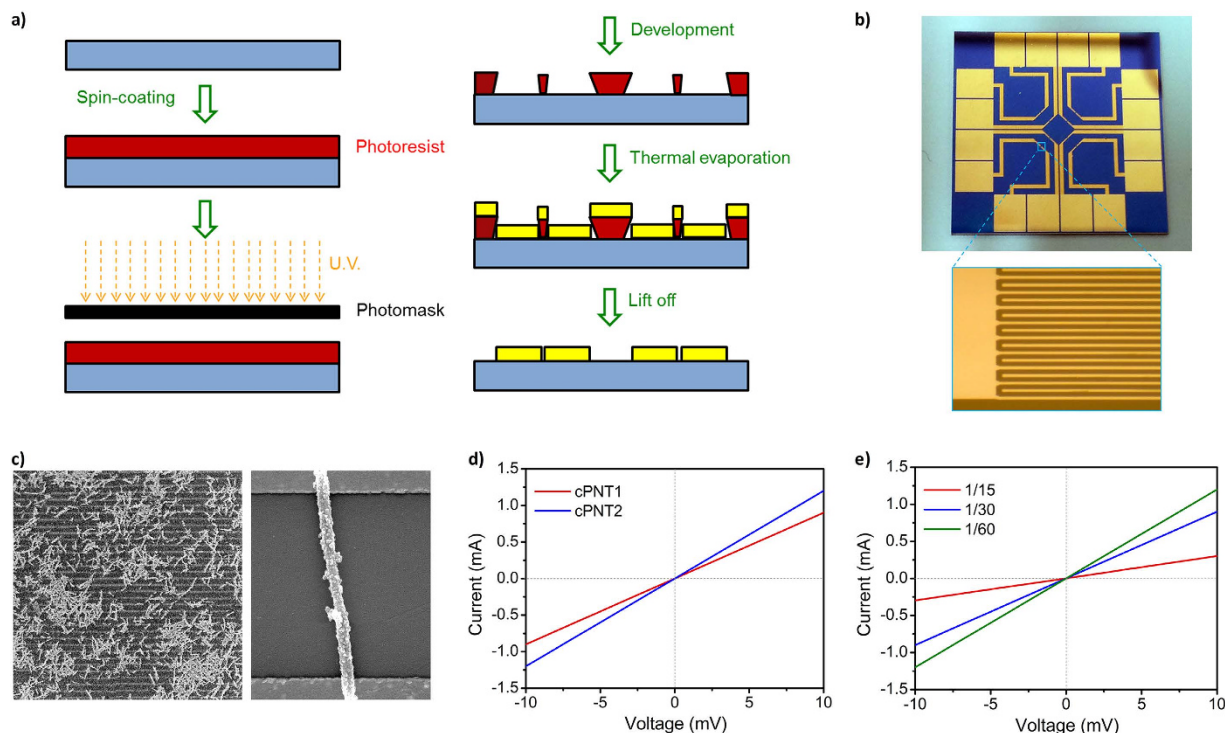 a)
Spin-coating
Photoresist
U.V.
Photomask
Development
Thermal evaporation
Lift off
b)
c)
d)
1.5
1.0
0.5
0.0
-0.5
-1.0
-1.5
-10
-5
0
5
10
Current (mA)
Voltage (mV)
cPNT1
cPNT2
e)
1.5
1.0
0.5
0.0
-0.5
-1.0
-1.5
-10
-5
0
5
10
Current (mA)
Voltage (mV)
1/15
1/30
1/60